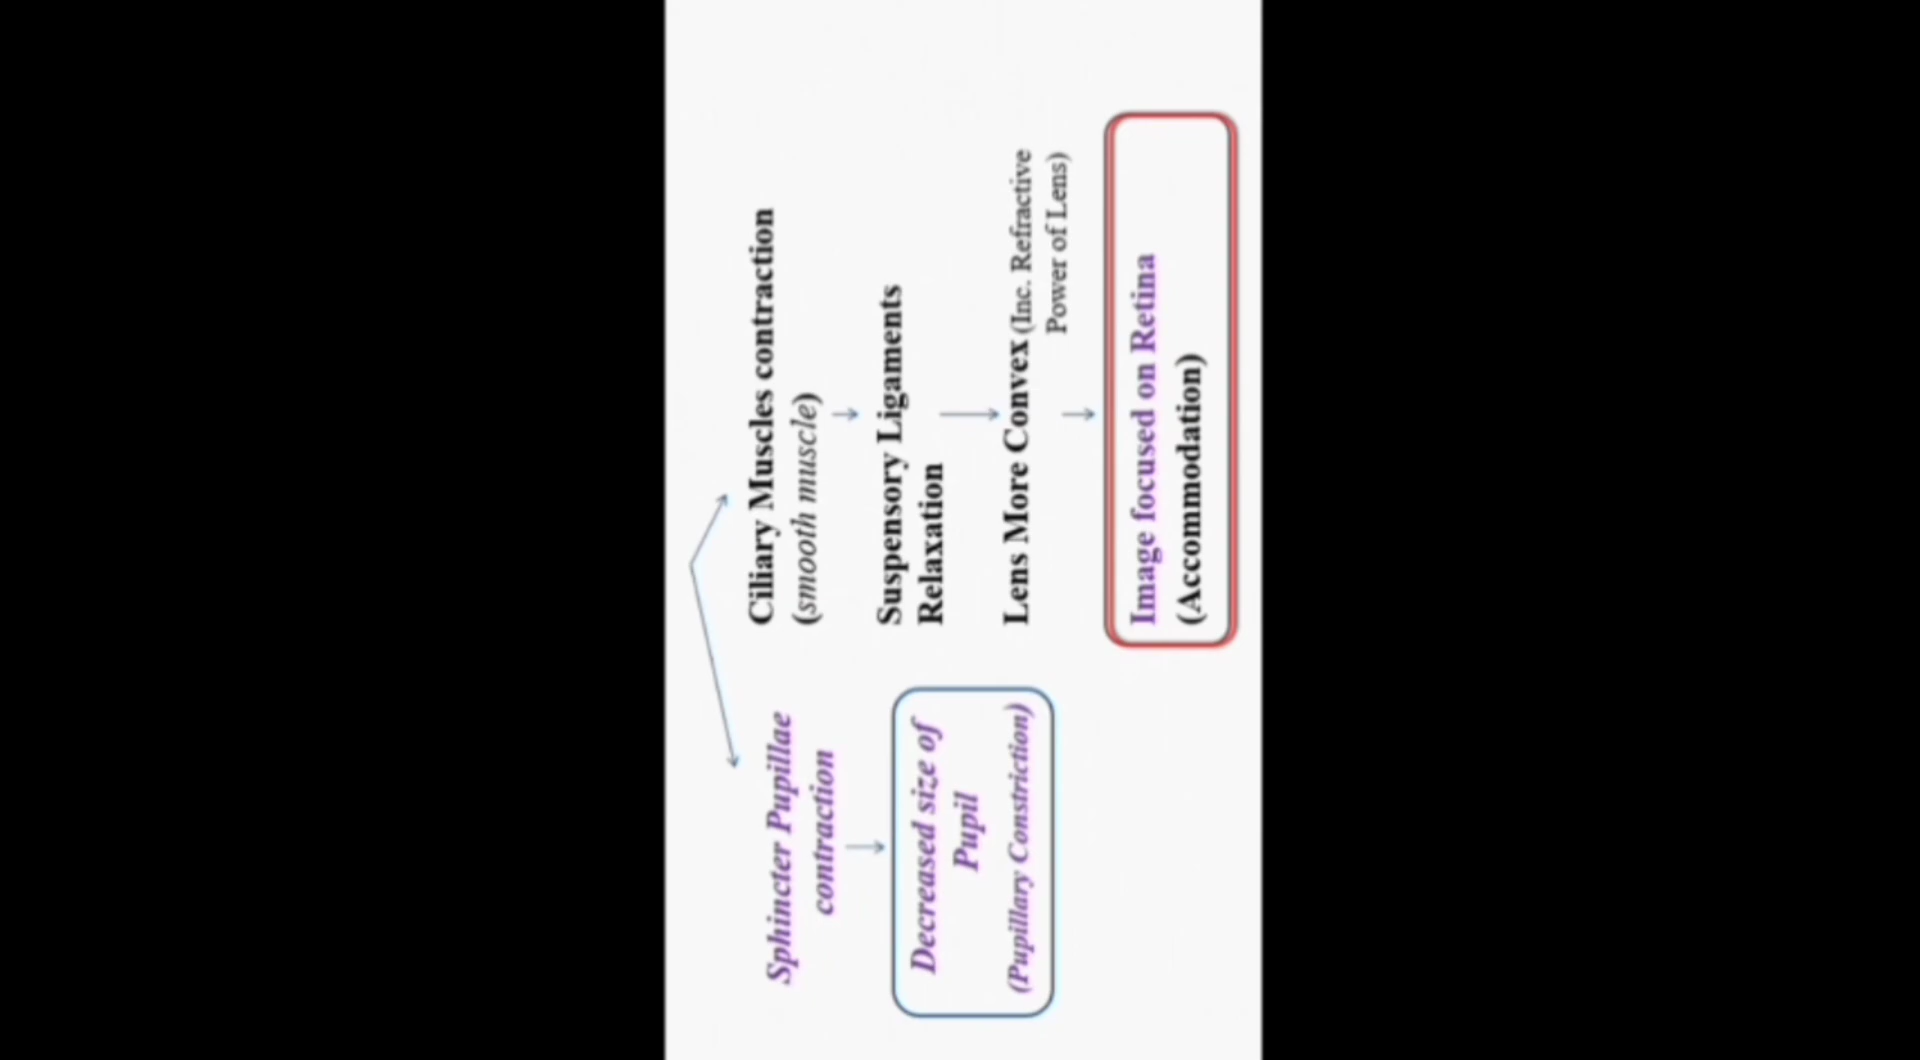 Sphincter Pupillae
contraction
Decreased size of
Pupil
(Pupillary Constriction)
Ciliary Muscles contraction
(smooth muscle)
Suspensory Ligaments
Relaxation
Lens More Convex (Inc. Refractive
Power of Lens)
Image focused on Retina
(Accommodation)